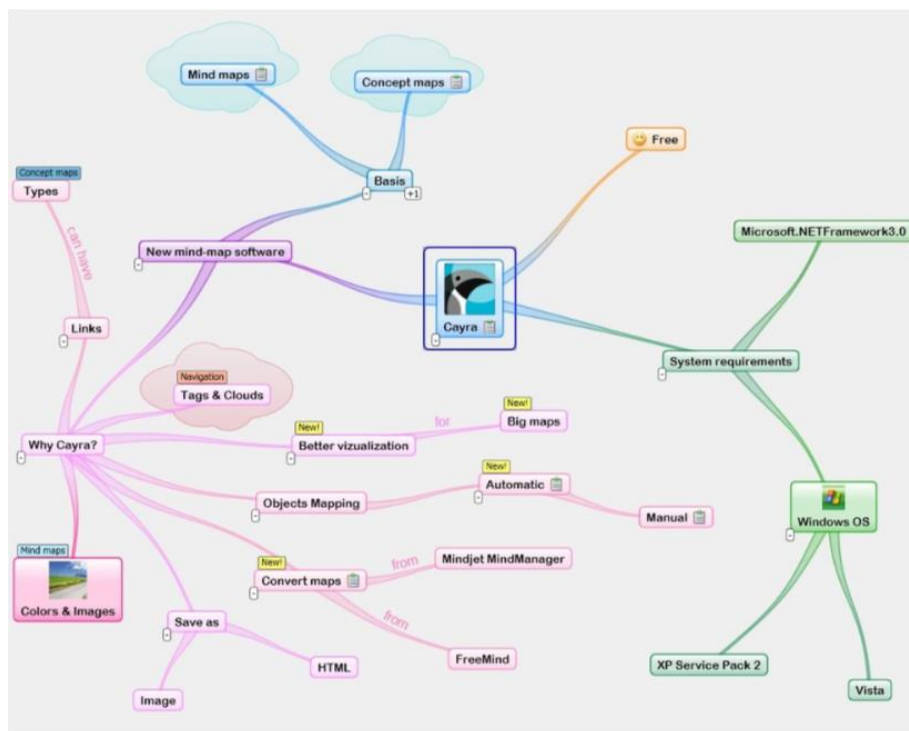 Mind maps
Concept maps
Free
Concept maps
Types
Basis
+1
can have
New mind-map software
Microsoft.NETFramework3.0
Cayra
Links
System requirements
Navigation
Tags & Clouds
New!
Big maps
for
New!
Better vizualization
Why Cayra?
New!
Automatic
Objects Mapping
Manual
Windows OS
Mind maps
Colors & Images
New!
Convert maps
from
Mindjet MindManager
from
FreeMind
Save as
HTML
Image
XP Service Pack 2
Vista